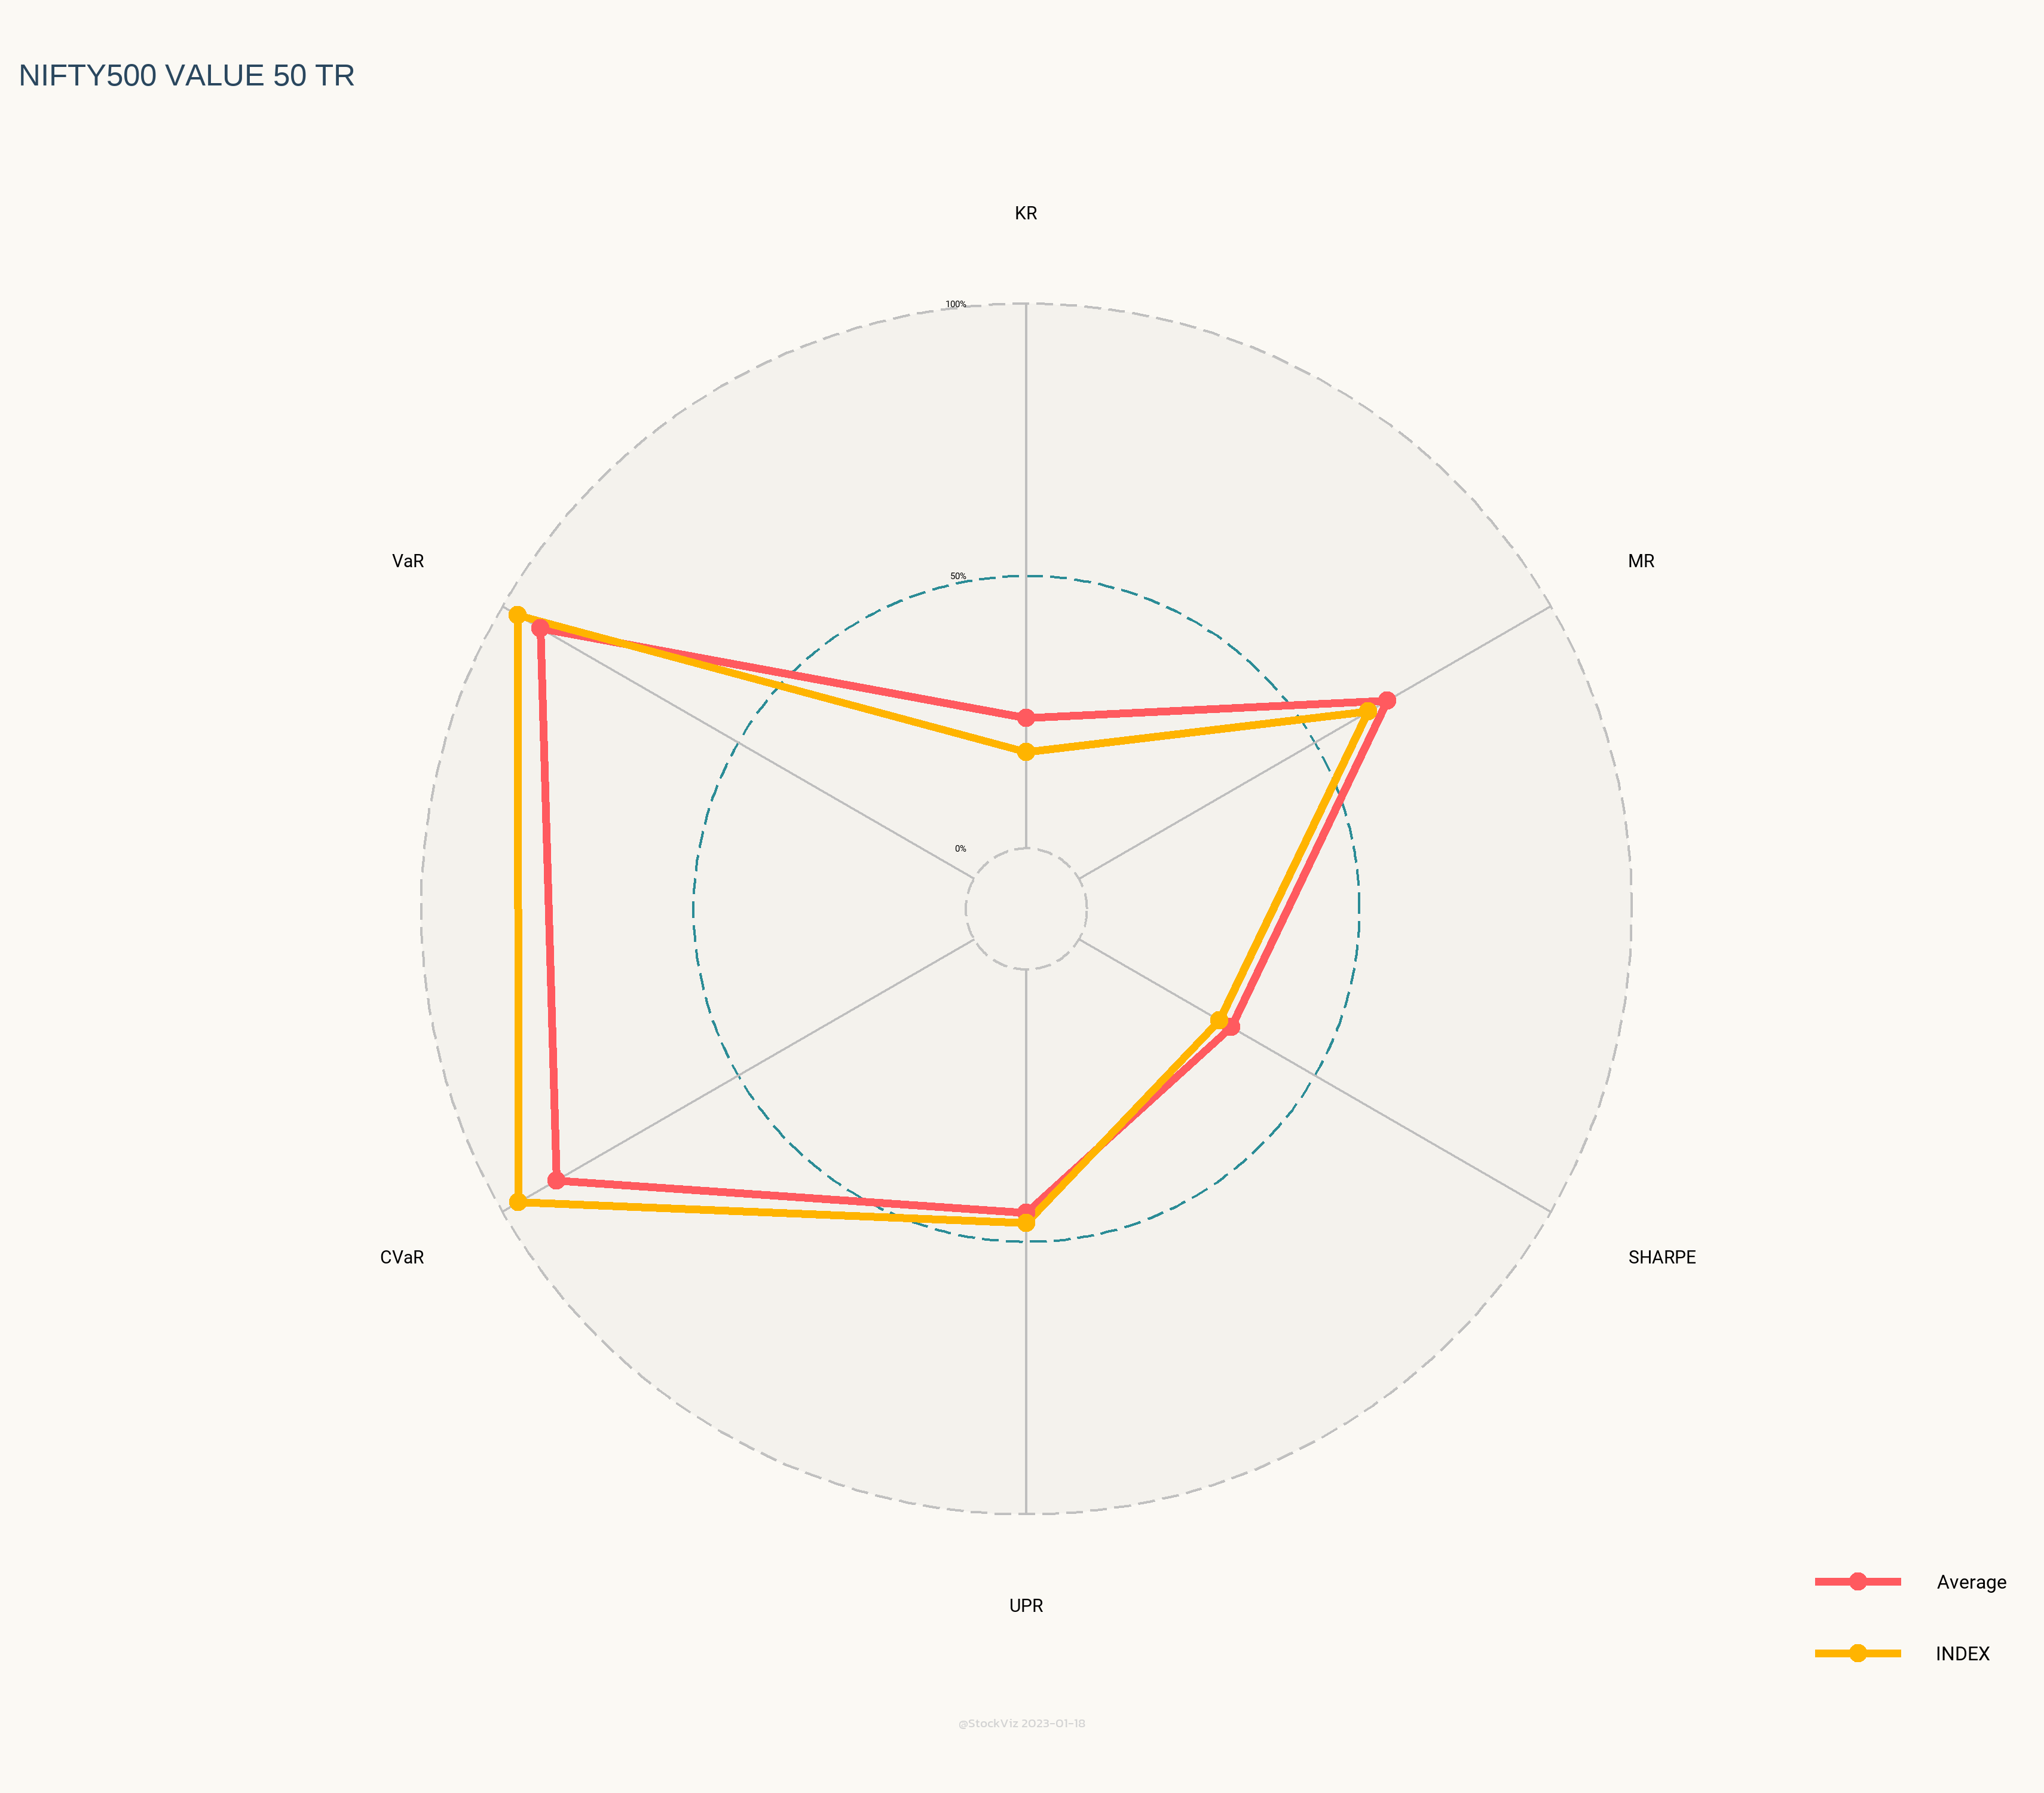 NIFTY500 VALUE 50 TR
KR
100%
VaR
MR
50%
0%
CVaR
SHARPE
UPR
Average
INDEX
@StockViz 2023-01-18